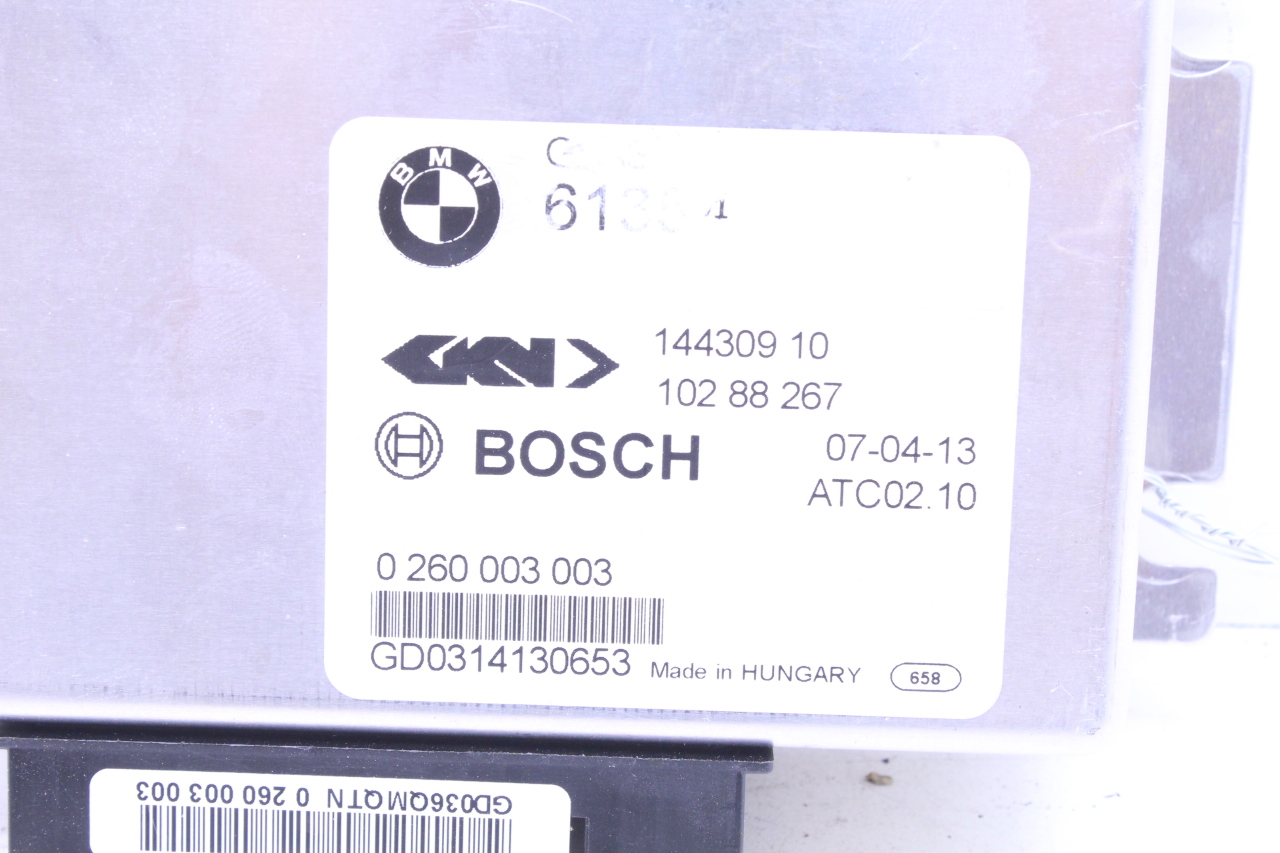 BMW
144309 10
GKN
102 88 267
BOSCH
07-04-13
ATC02.10
0 260 003 003
GD0314130653
Made in HUNGARY
658
GD036QMQTN 0 260 003 003